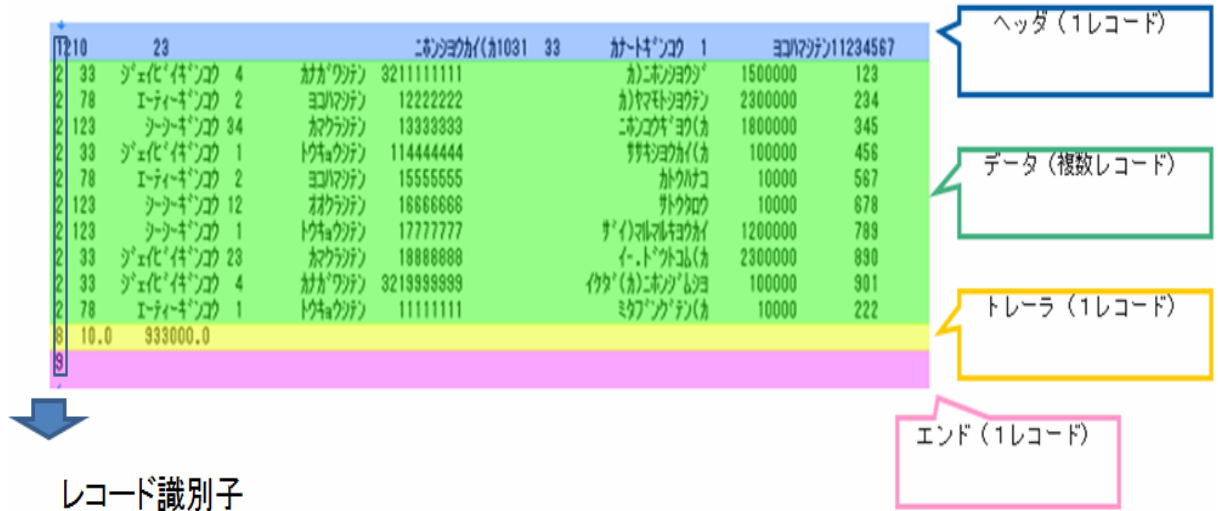 1210 23 ﾆﾎﾝｼﾖｳｶｲ(ｶ1031 33 ｶﾅｰﾄｷﾞﾝｺｳ 1 ﾖｺﾊﾏｼﾃﾝ11234567
2 33 ｼﾞｪｲﾋﾞｲｷﾞﾝｺｳ 4 ｶﾅｶﾞﾜｼﾃﾝ 3211111111 ｶ)ﾆﾎﾝｼﾖｳｼﾞ 1500000 123
2 78 ｴｰﾃｨｰｷﾞﾝｺｳ 2 ﾖｺﾊﾏｼﾃﾝ 12222222 ｶ)ﾔﾏﾓﾄｼﾖｳﾃﾝ 2300000 234
2 123 ｼｰｼｰｷﾞﾝｺｳ 34 ｶﾏｸﾗｼﾃﾝ 13333333 ﾆﾎﾝｺｳｷﾞﾖｳ(ｶ 1800000 345
2 33 ｼﾞｪｲﾋﾞｲｷﾞﾝｺｳ 1 ﾄｳｷｮｳｼﾃﾝ 114444444 ｻｻｷｼﾖｳｶｲ(ｶ 100000 456
2 78 ｴｰﾃｨｰｷﾞﾝｺｳ 2 ﾖｺﾊﾏｼﾃﾝ 15555555 ｶﾄｳﾊﾅｺ 10000 567
2 123 ｼｰｼｰｷﾞﾝｺｳ 12 ｵｵｸﾗｼﾃﾝ 16666666 ｻﾄｳﾀﾛｳ 10000 678
2 123 ｼｰｼｰｷﾞﾝｺｳ 1 ﾄｳｷｮｳｼﾃﾝ 17777777 ｻﾞｲ)ﾏﾙﾏﾙｷﾖｳｶｲ 1200000 789
2 33 ｼﾞｪｲﾋﾞｲｷﾞﾝｺｳ 23 ｶﾏｸﾗｼﾃﾝ 18888888 ｲｰ.ﾄﾞﾂﾄｺﾑ(ｶ 2300000 890
2 33 ｼﾞｪｲﾋﾞｲｷﾞﾝｺｳ 4 ｶﾅｶﾞﾜｼﾃﾝ 3219999999 ｲｹﾀﾞ(ｶ)ﾆﾎﾝｼﾞﾑｼﾖ 100000 901
2 78 ｴｰﾃｨｰｷﾞﾝｺｳ 1 ﾄｳｷｮｳｼﾃﾝ 11111111 ﾐﾀﾌﾞﾝｸﾞﾃﾝ(ｶ 10000 222
8 10.0 933000.0
9
ヘッダ（１レコード）
データ（複数レコード）
トレーラ（１レコード）
エンド（１レコード）
レコード識別子